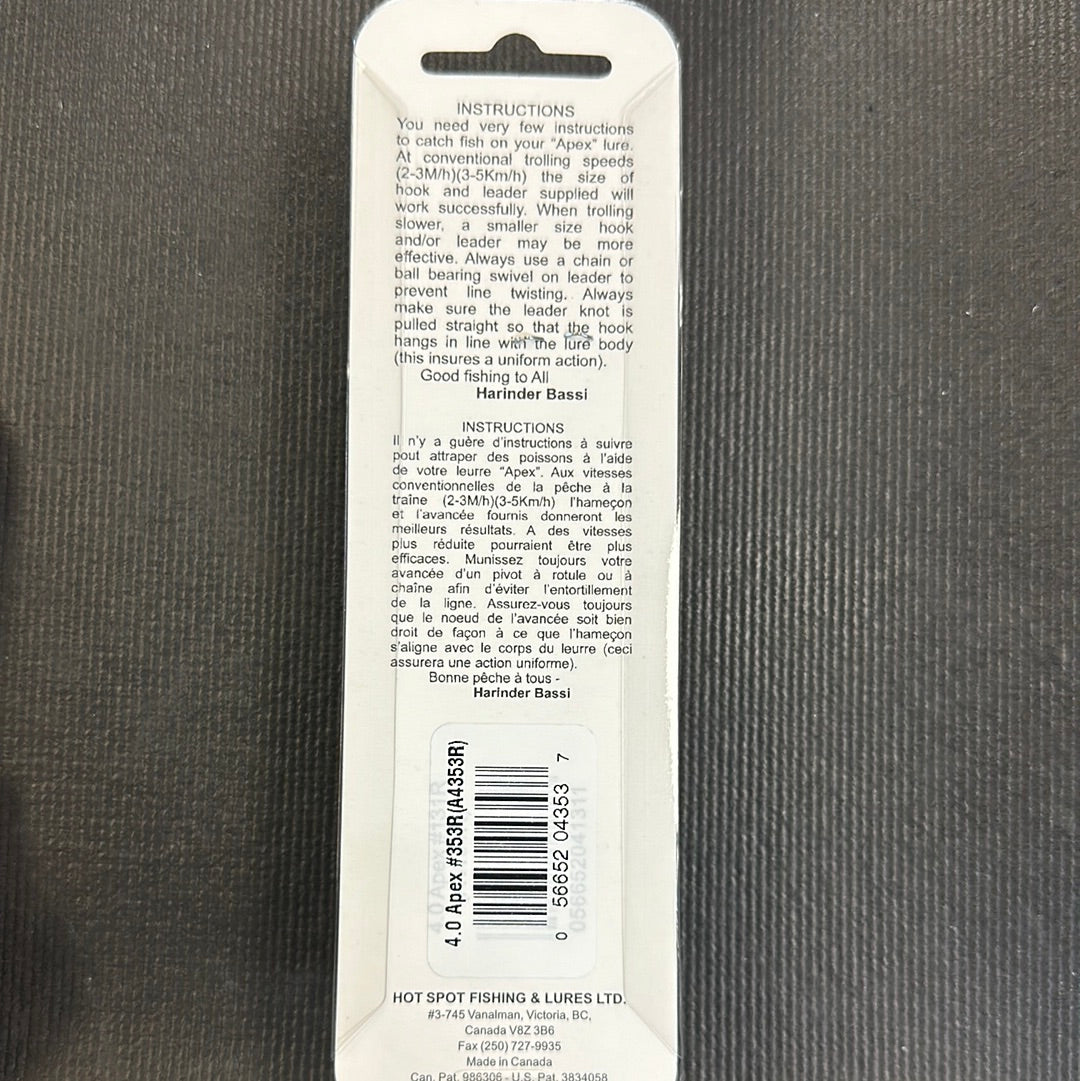 INSTRUCTIONS
You need very few instructions
to catch fish on your "Apex" lure.
At conventional trolling speeds
(2-3M/h)(3-5Km/h) the size of
hook and leader supplied will
work successfully. When trolling
slower, a smaller size hook
and/or leader may be more
effective. Always use a chain or
ball bearing swivel on leader to
prevent line twisting. Always
make sure the leader knot is
pulled straight so that the hook
hangs in line with the lure body
(this insures a uniform action).
Good fishing to All
Harinder Bassi
INSTRUCTIONS
Il n'y a guère d'instructions à suivre
pout attraper des poissons à l'aide
de votre leurre "Apex". Aux vitesses
conventionnelles de la pêche à la
traîne (2-3M/h)(3-5Km/h) l'hameçon
et l'avancée fournis donneront les
meilleurs résultats. A des vitesses
plus réduite pourraient être plus
efficaces. Munissez toujours votre
avancée d'un pivot à rotule ou à
chaîne afin d'éviter l'entortillement
de la ligne. Assurez-vous toujours
que le noeud de l'avancée soit bien
droit de façon à ce que l'hameçon
s'aligne avec le corps du leurre (ceci
assurera une action uniforme).
Bonne pêche à tous -
Harinder Bassi
4.0 Apex #353R(A4353R)
0 56652 04353 7
4.0 Apex #131R
056652041311
HOT SPOT FISHING & LURES LTD.
#3-745 Vanalman, Victoria, BC,
Canada V8Z 3B6
Fax (250) 727-9935
Made in Canada
Can. Pat. 986306 - U.S. Pat. 3834058